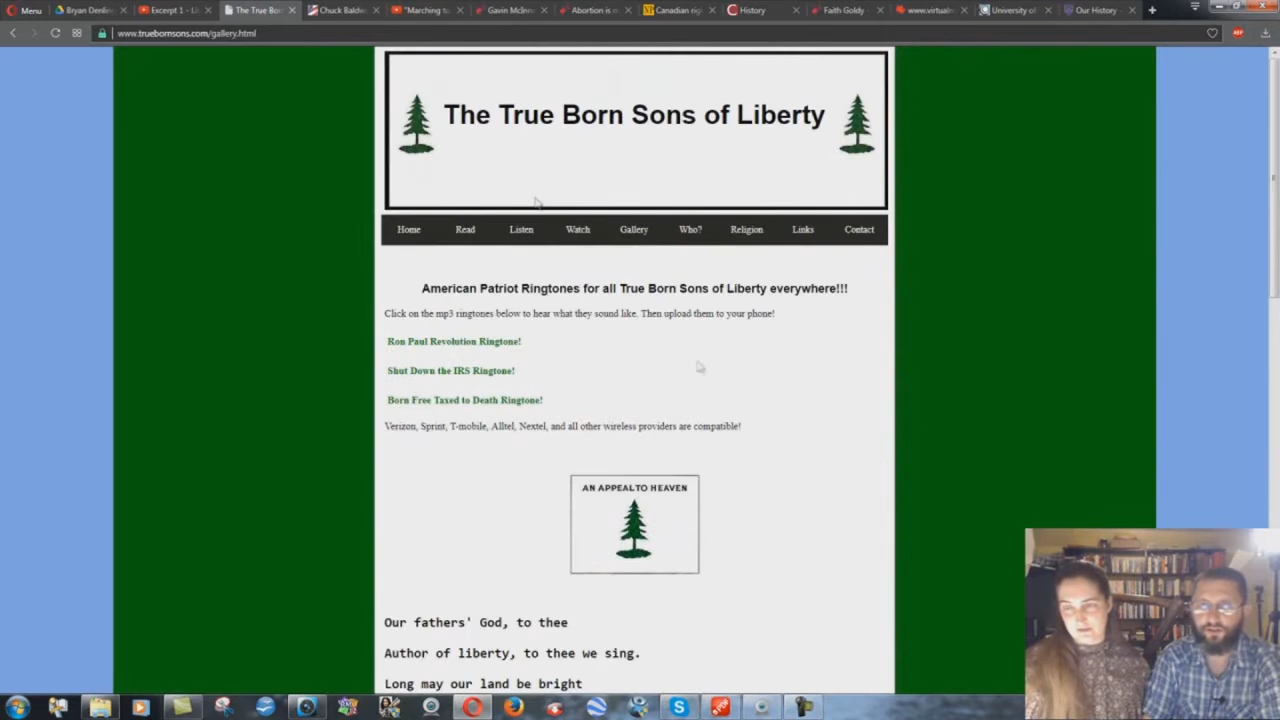 Menu
Bryan Denlin
Excerpt 1 - Li
The True Bor
Chuck Baldw
"Marching to
Gavin McInne
Abortion is m
Canadian rig
History
Faith Goldy
www.virtualm
University of
Our History -
www.truebornsons.com/gallery.html
The True Born Sons of Liberty
Home Read Listen Watch Gallery Who? Religion Links Contact
American Patriot Ringtones for all True Born Sons of Liberty everywhere!!!
Click on the mp3 ringtones below to hear what they sound like. Then upload them to your phone!
Ron Paul Revolution Ringtone!
Shut Down the IRS Ringtone!
Born Free Taxed to Death Ringtone!
Verizon, Sprint, T-mobile, Alltel, Nextel, and all other wireless providers are compatible!
AN APPEAL TO HEAVEN
Our fathers' God, to thee
Author of liberty, to thee we sing.
Long may our land be bright